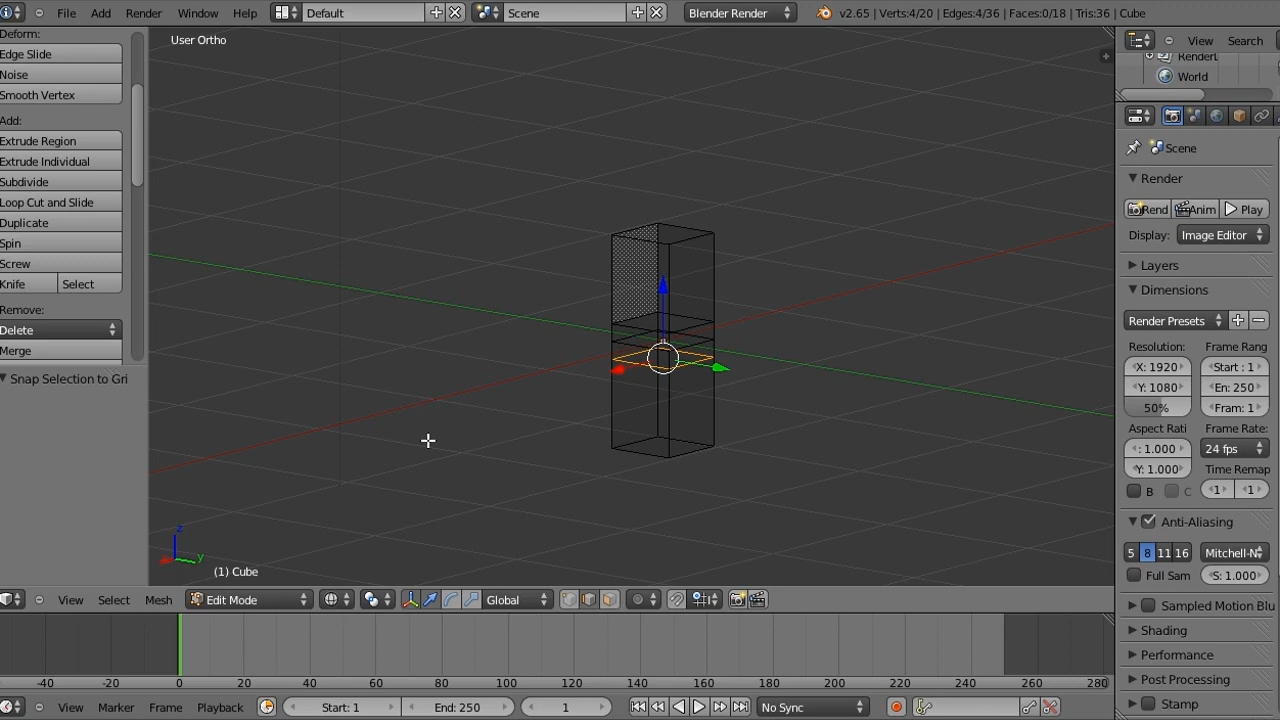 File Add Render Window Help Default Scene Blender Render v2.65 | Verts:4/20 | Edges:4/36 | Faces:0/18 | Tris:36 | Cube
Deform:
Edge Slide
Noise
Smooth Vertex
Add:
Extrude Region
Extrude Individual
Subdivide
Loop Cut and Slide
Duplicate
Spin
Screw
Knife Select
Remove:
Delete
Merge
Snap Selection to Gri
User Ortho
z
y
(1) Cube
View Select Mesh Edit Mode Global
-40 -20 0 20 40 60 80 100 120 140 160 180 200 220 240 260 280
View Marker Frame Playback Start: 1 End: 250 1 No Sync
View Search
RenderL
World
Scene
Render
Rend Anim Play
Display: Image Editor
Layers
Dimensions
Render Presets
Resolution: Frame Rang
X: 1920 Start : 1
Y: 1080 En: 250
50% Fram: 1
Aspect Rati Frame Rate:
: 1.000 24 fps
Y: 1.000 Time Remap
B C 1 1
Anti-Aliasing
5 8 11 16 Mitchell-N
Full Sam S: 1.000
Sampled Motion Blu
Shading
Performance
Post Processing
Stamp